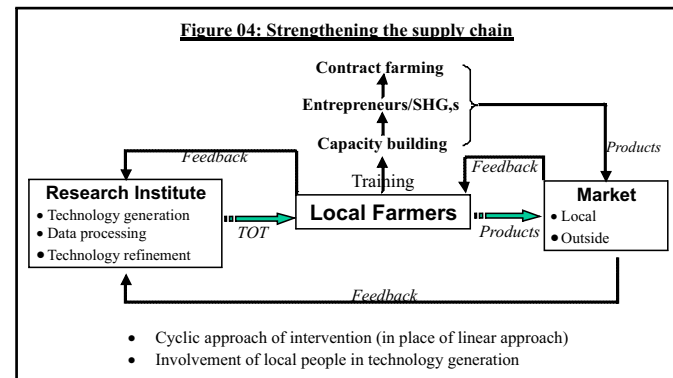 Figure 04: Strengthening the supply chain
Contract farming
Entrepreneurs/SHG,s
Capacity building
Products
Feedback
Feedback
Training
Research Institute
• Technology generation
• Data processing
• Technology refinement
TOT
Local Farmers
Products
Market
• Local
• Outside
Feedback
• Cyclic approach of intervention (in place of linear approach)
• Involvement of local people in technology generation